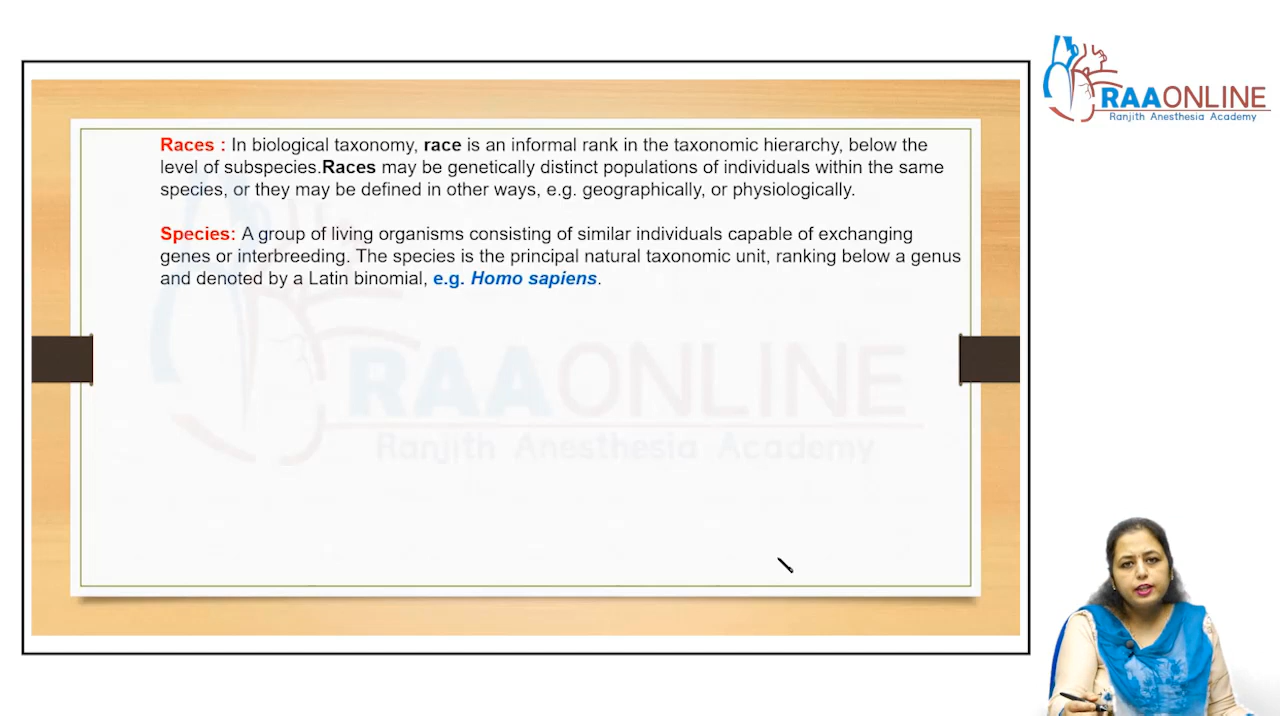 RAAONLINE
Ranjith Anesthesia Academy
Races : In biological taxonomy, race is an informal rank in the taxonomic hierarchy, below the
level of subspecies.Races may be genetically distinct populations of individuals within the same
species, or they may be defined in other ways, e.g. geographically, or physiologically.
Species: A group of living organisms consisting of similar individuals capable of exchanging
genes or interbreeding. The species is the principal natural taxonomic unit, ranking below a genus
and denoted by a Latin binomial, e.g. Homo sapiens.
RAAONLINE
Ranjith Anesthesia Academy